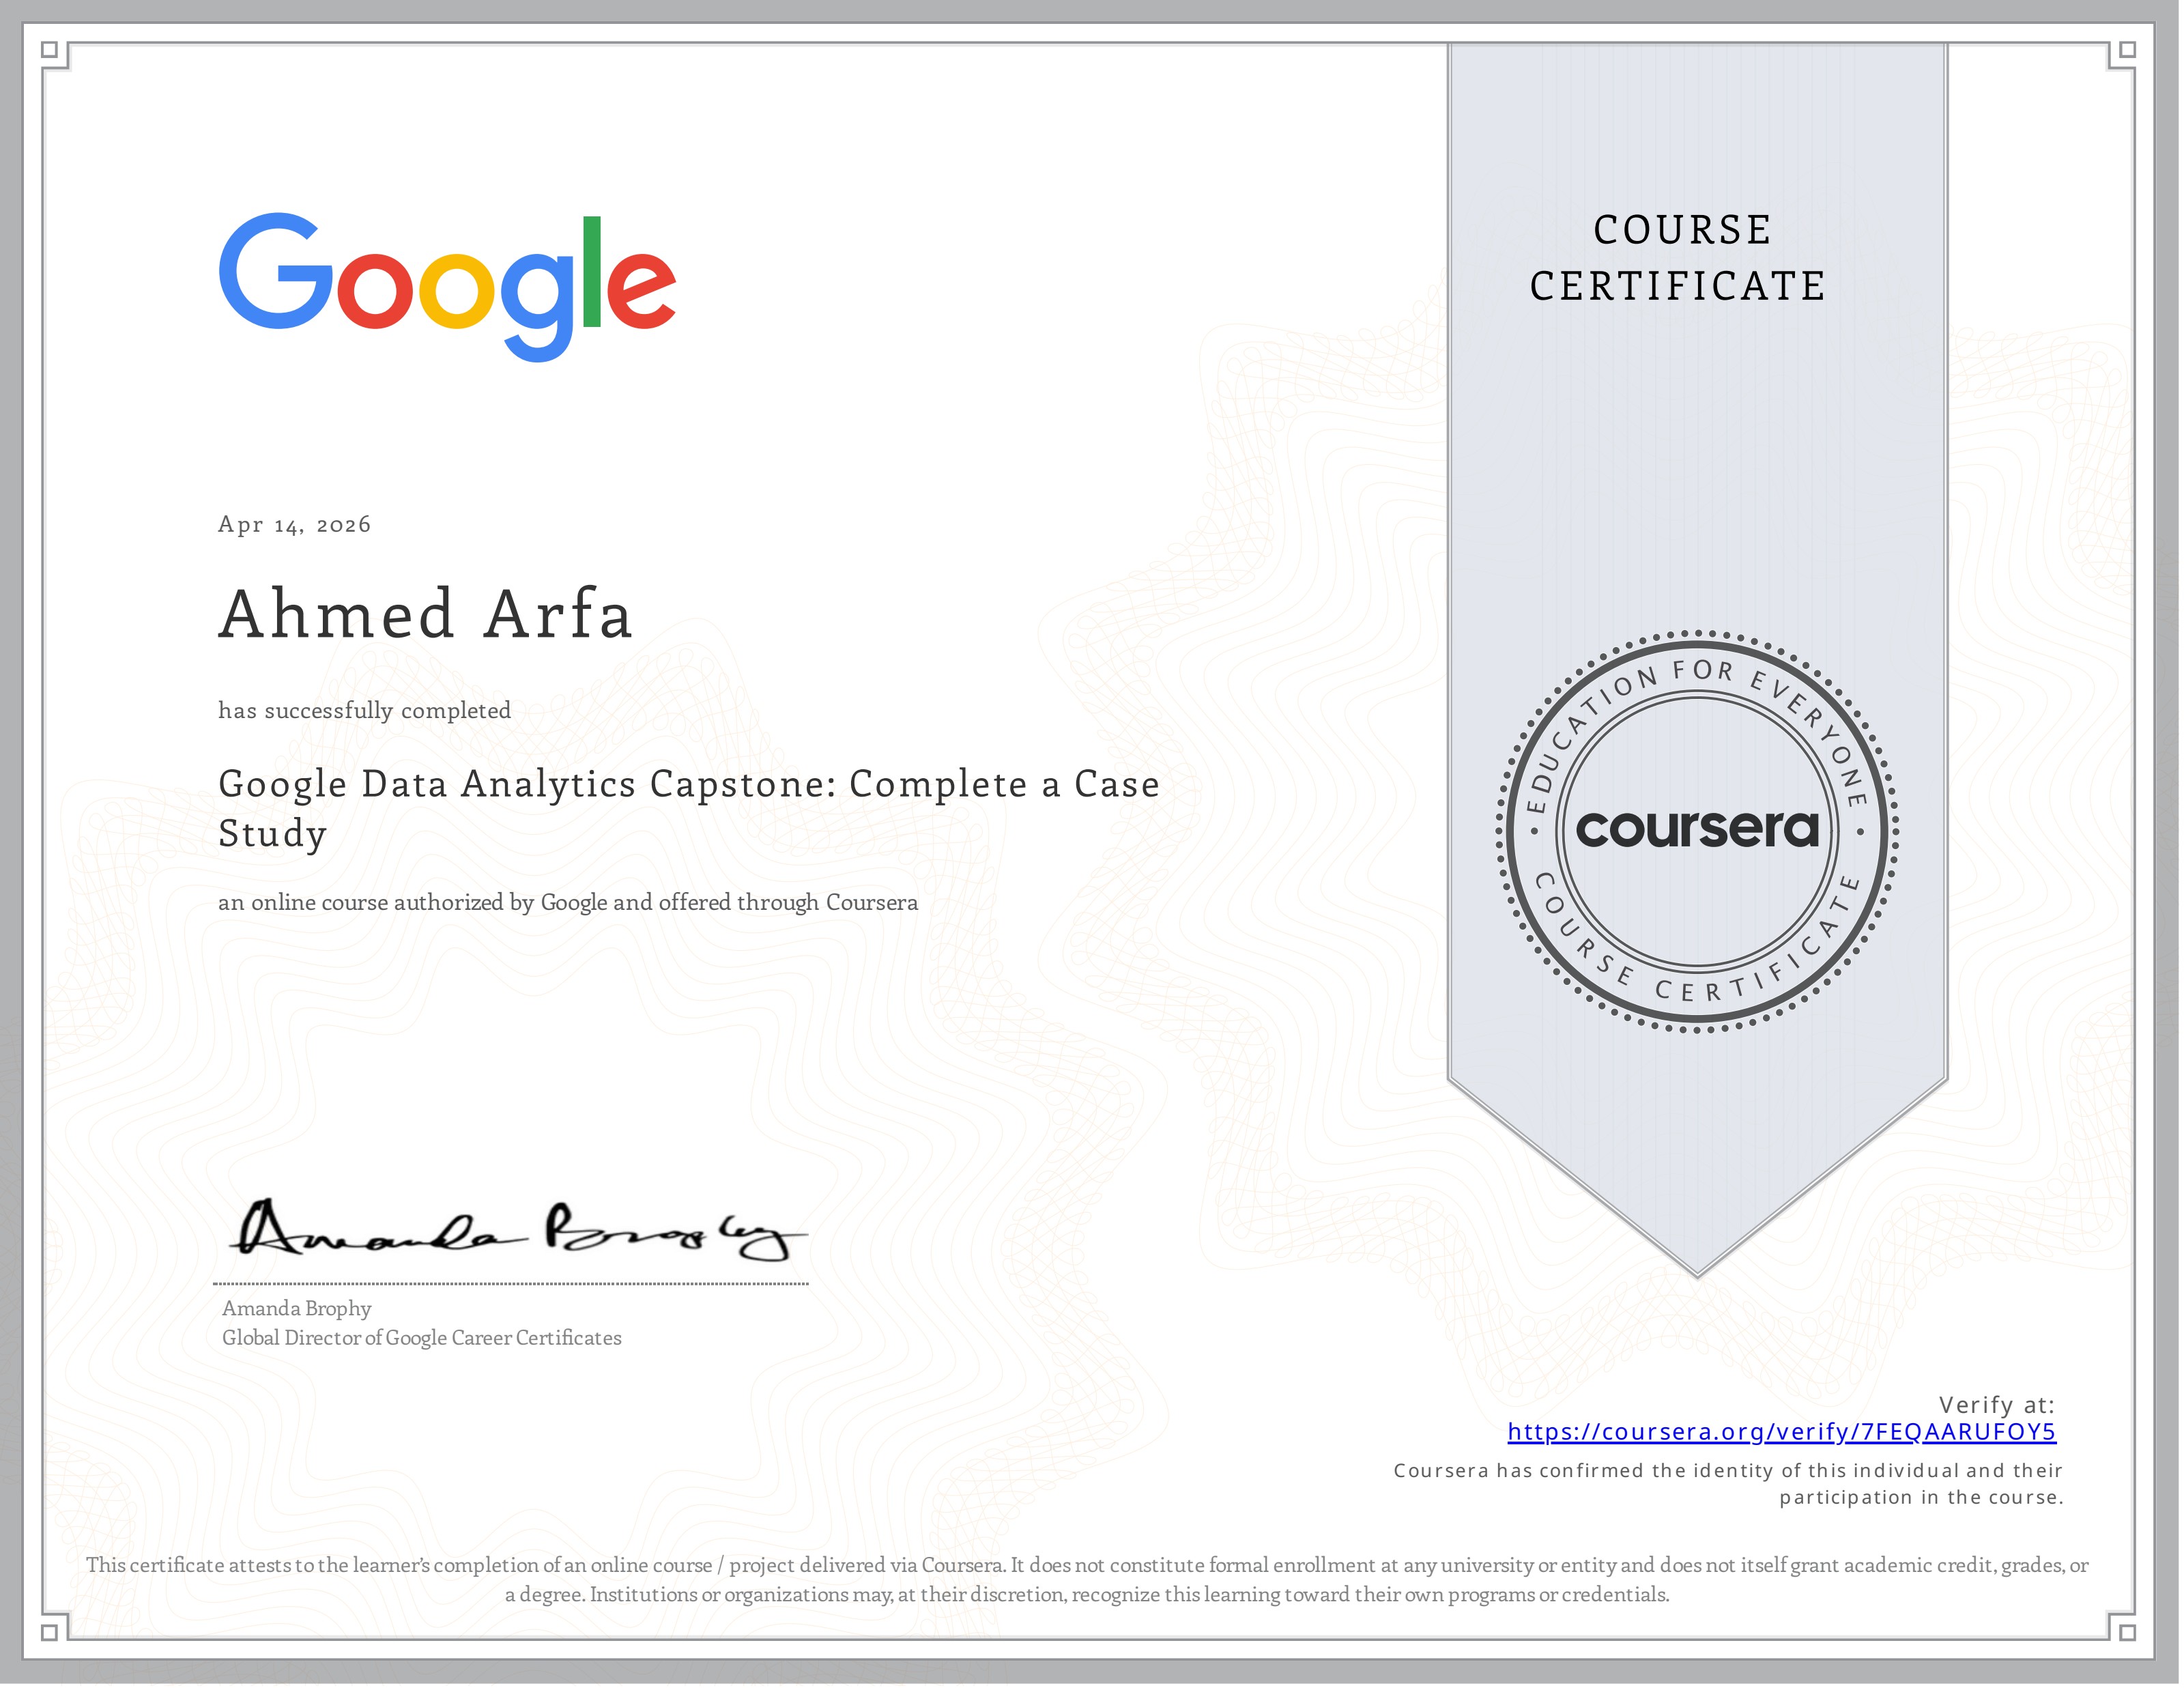 Google
COURSE
CERTIFICATE
Apr 14, 2026
Ahmed Arfa
has successfully completed
Google Data Analytics Capstone: Complete a Case
Study
an online course authorized by Google and offered through Coursera
EDUCATION FOR EVERYONE
coursera
COURSE CERTIFICATE
Amanda Brophy
Amanda Brophy
Global Director of Google Career Certificates
Verify at:
https://coursera.org/verify/7FEQAARUFOY5
Coursera has confirmed the identity of this individual and their
participation in the course.
This certificate attests to the learner's completion of an online course / project delivered via Coursera. It does not constitute formal enrollment at any university or entity and does not itself grant academic credit, grades, or
a degree. Institutions or organizations may, at their discretion, recognize this learning toward their own programs or credentials.